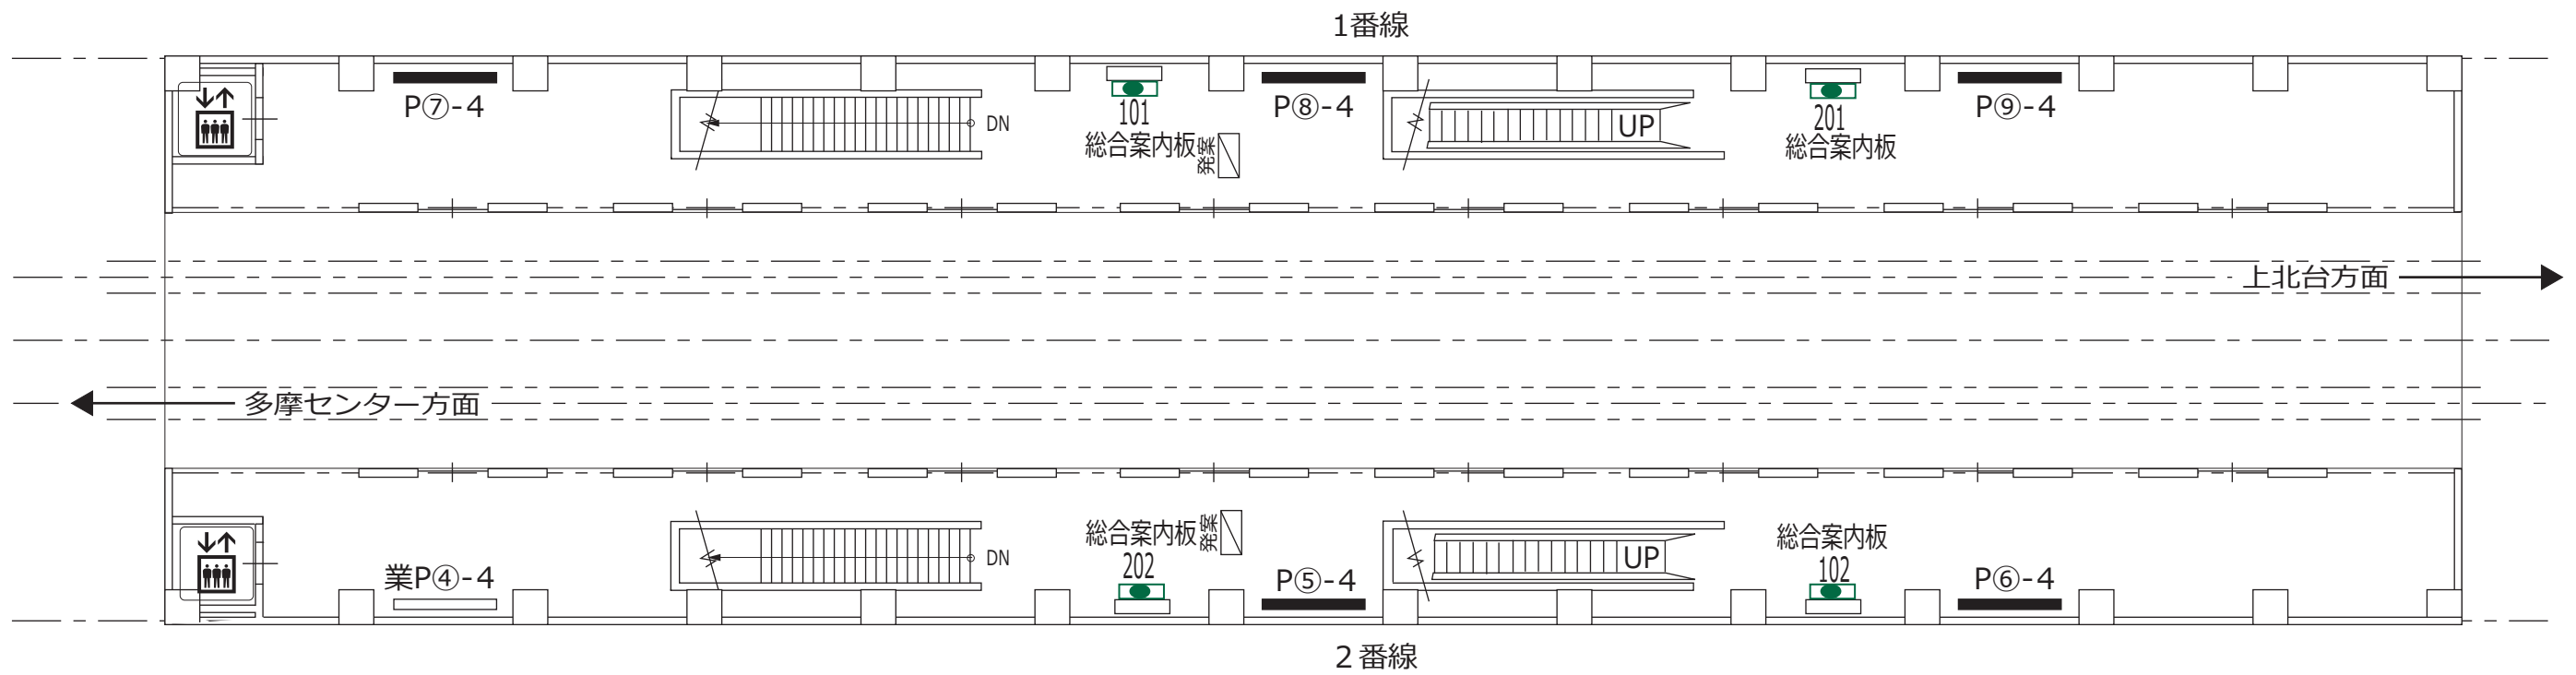 1番線
P⑦-4
DN
101
総合案内板
発案
P⑧-4
UP
201
総合案内板
P⑨-4
上北台方面
多摩センター方面
業P④-4
DN
総合案内板
202
発案
P⑤-4
UP
総合案内板
102
P⑥-4
2番線